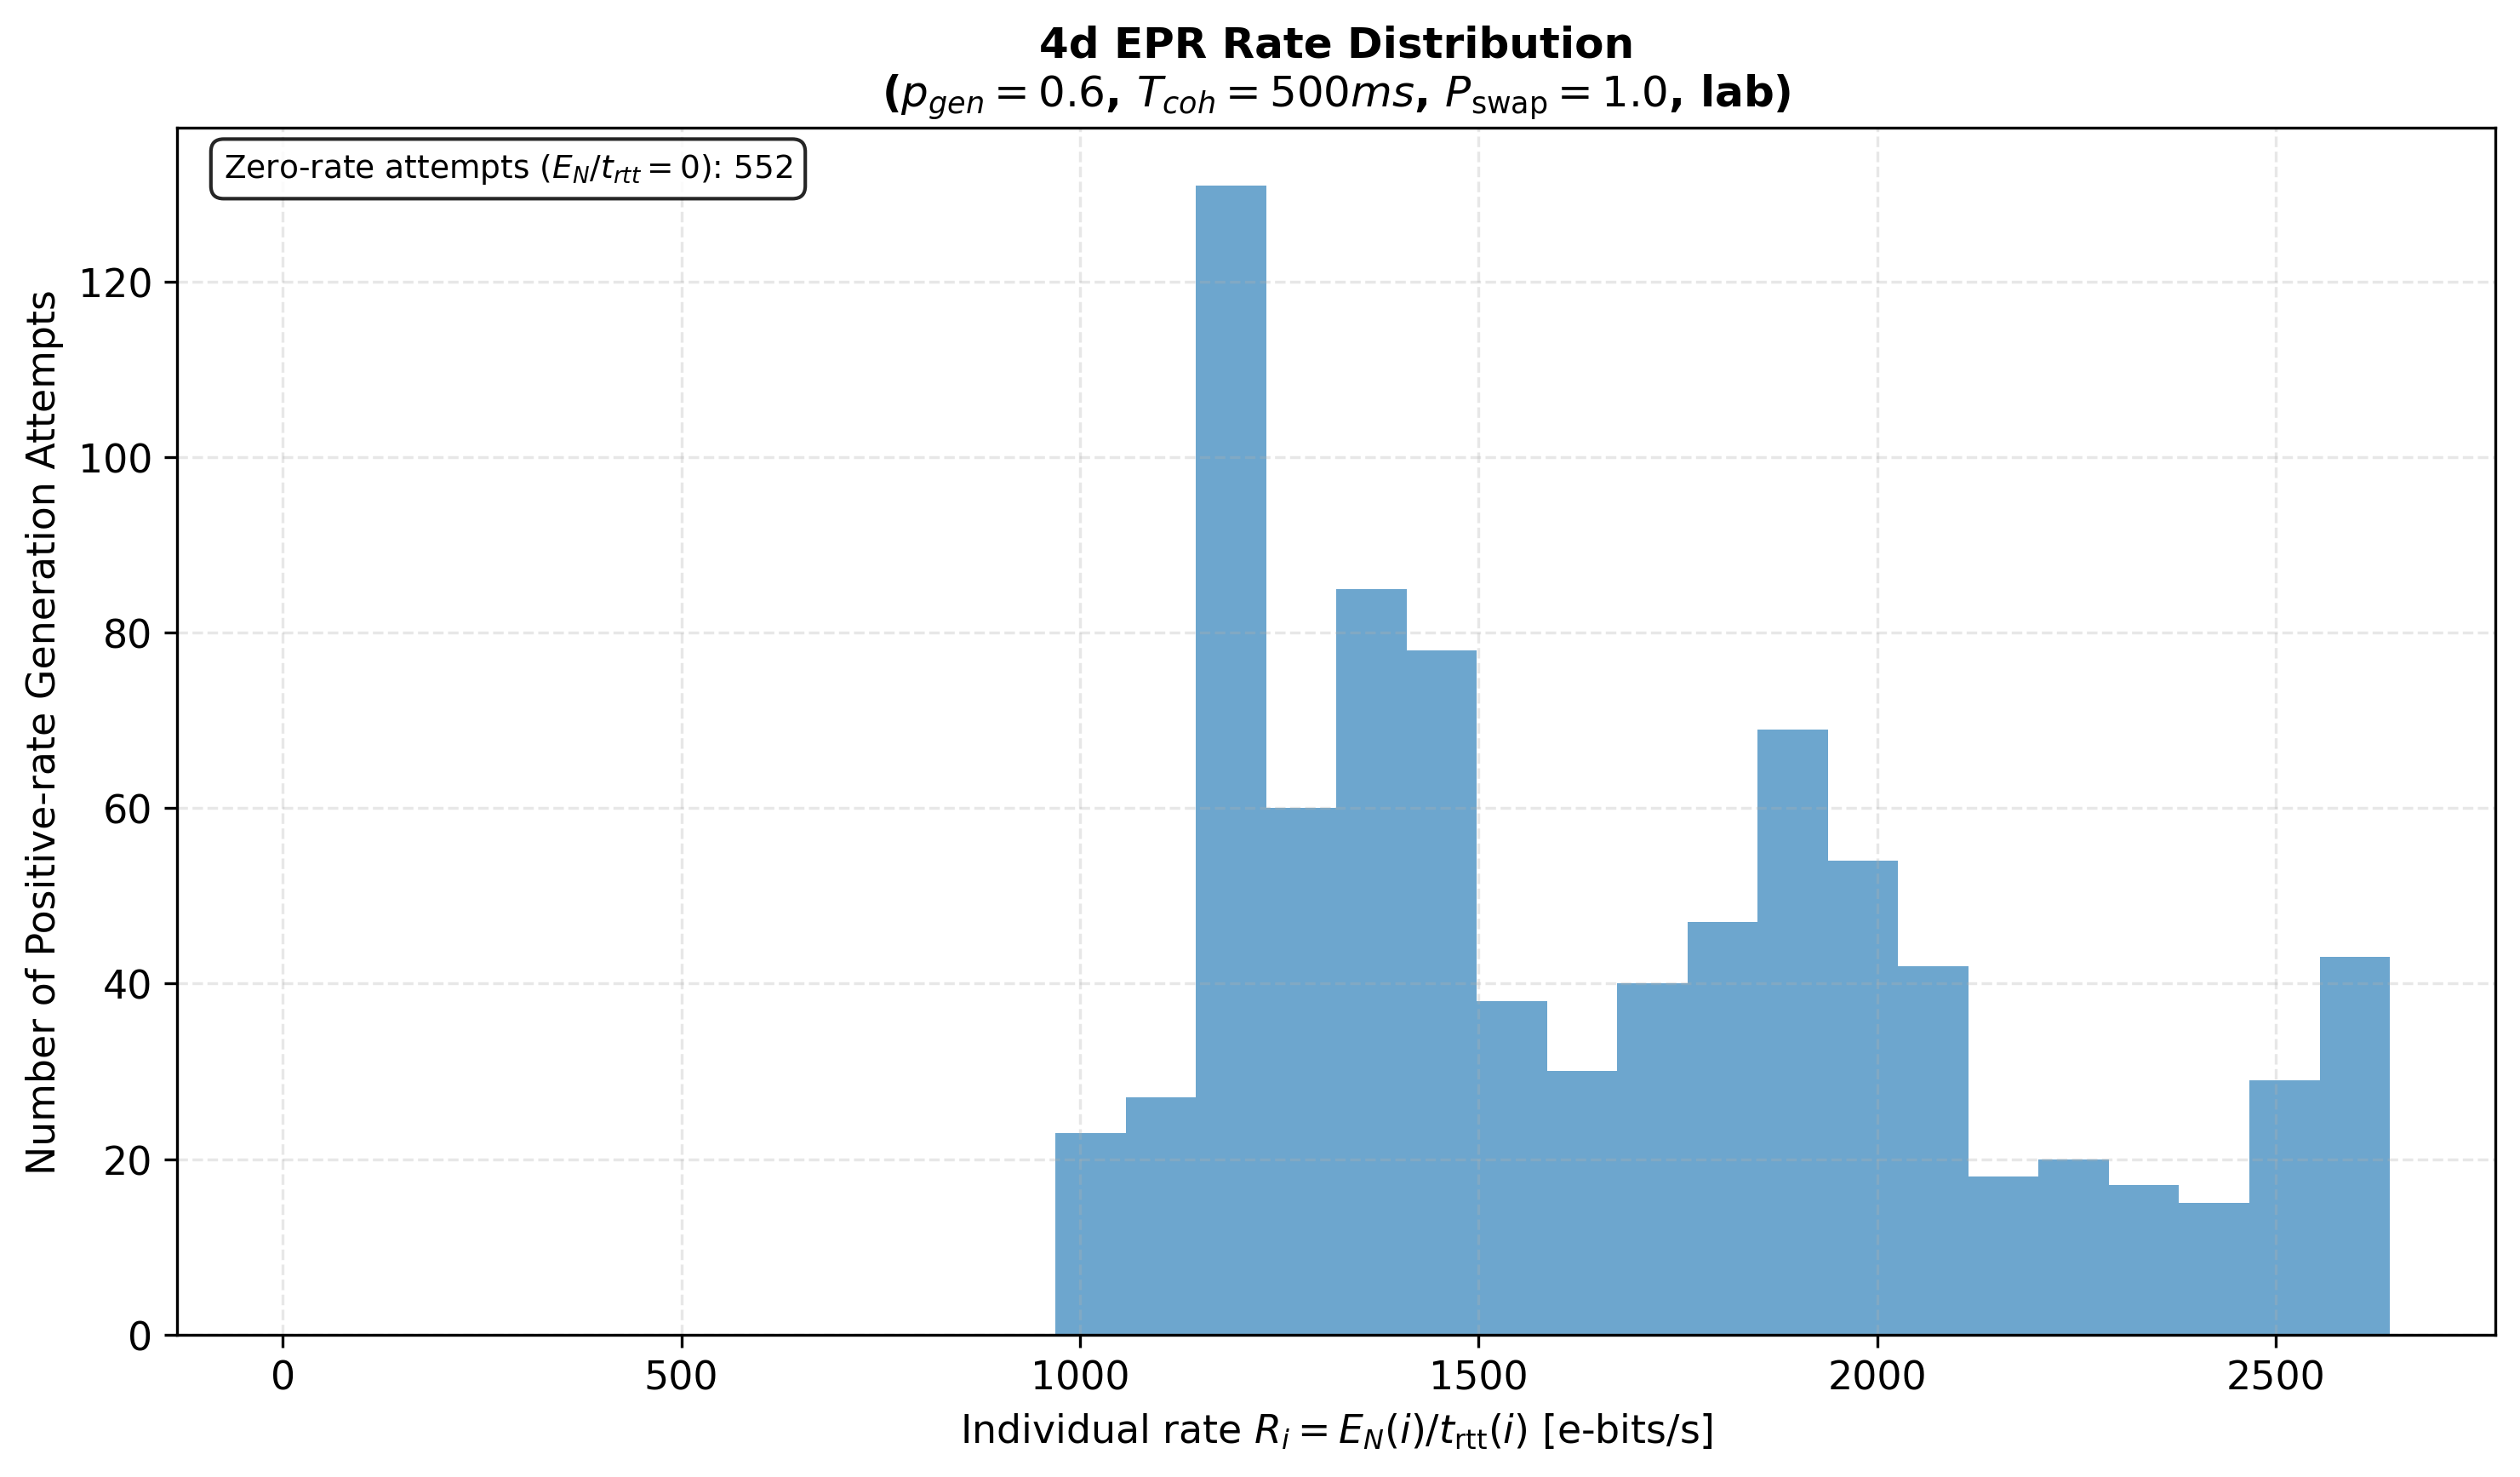 4d EPR Rate Distribution
(p_gen = 0.6, T_coh = 500ms, P_swap = 1.0, lab)
Zero-rate attempts (E_N/t_rtt = 0): 552
Number of Positive-rate Generation Attempts
120
100
80
60
40
20
0
0 500 1000 1500 2000 2500
Individual rate R_i = E_N(i)/t_rtt(i) [e-bits/s]